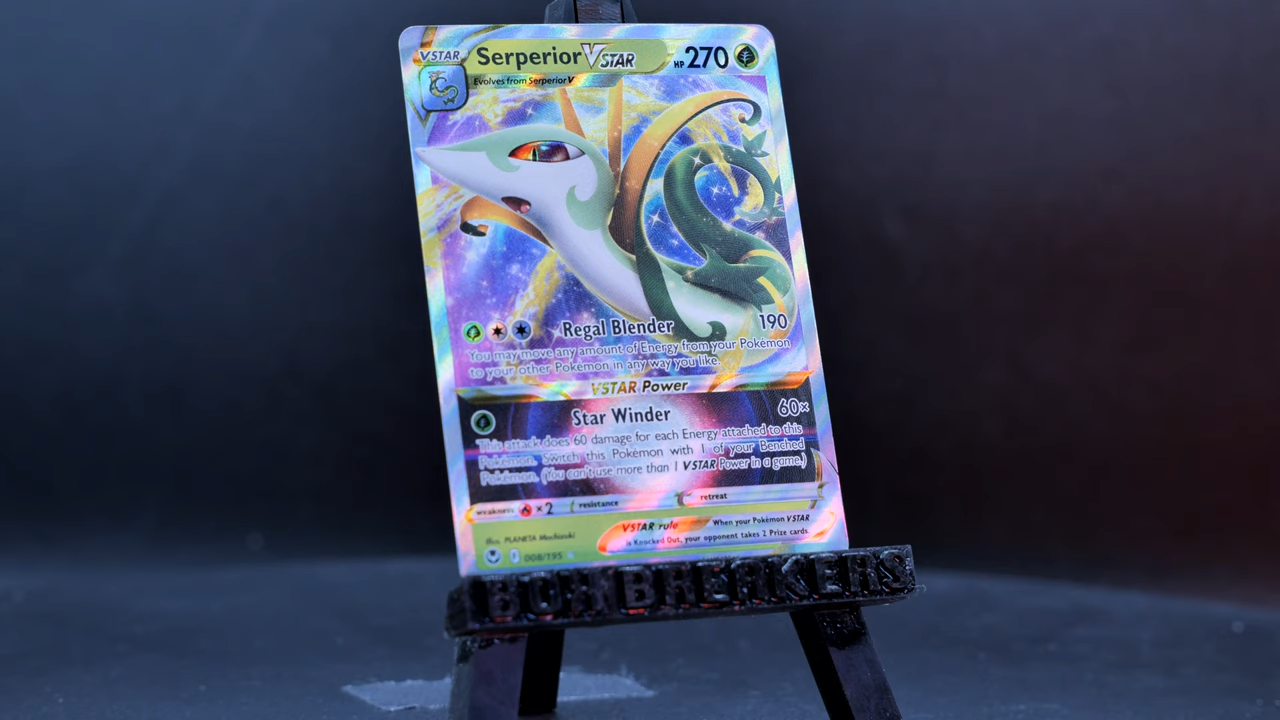 VSTAR
Serperior VSTAR
HP 270
Evolves from Serperior V
Regal Blender 190
You may move any amount of Energy from your Pokémon
to your other Pokémon in any way you like.
VSTAR Power
Star Winder 60×
This attack does 60 damage for each Energy attached to this
Pokémon. Switch this Pokémon with 1 of your Benched
Pokémon. (You can't use more than 1 VSTAR Power in a game.)
weakness ×2 resistance retreat
VSTAR rule When your Pokémon VSTAR
is Knocked Out, your opponent takes 2 Prize cards.
Illus. PLANETA Mochizuki
008/195
BOXBREAKERS